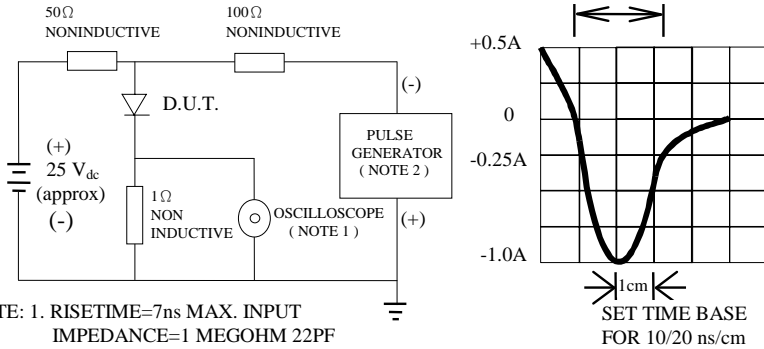 50Ω
NONINDUCTIVE
100Ω
NONINDUCTIVE
D.U.T.
(+)
25 Vdc
(approx)
(-)
1Ω
NON
INDUCTIVE
OSCILLOSCOPE
( NOTE 1 )
(-)
PULSE
GENERATOR
( NOTE 2 )
(+)
+0.5A
0
-0.25A
-1.0A
1cm
SET TIME BASE
FOR 10/20 ns/cm
TE: 1. RISETIME=7ns MAX. INPUT
IMPEDANCE=1 MEGOHM 22PF